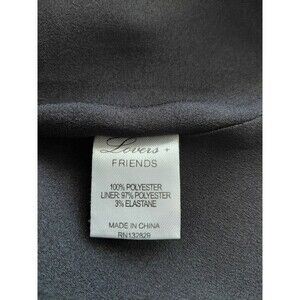 Lovers +
FRIENDS
100% POLYESTER
LINER: 97% POLYESTER
3% ELASTANE
MADE IN CHINA
RN132829